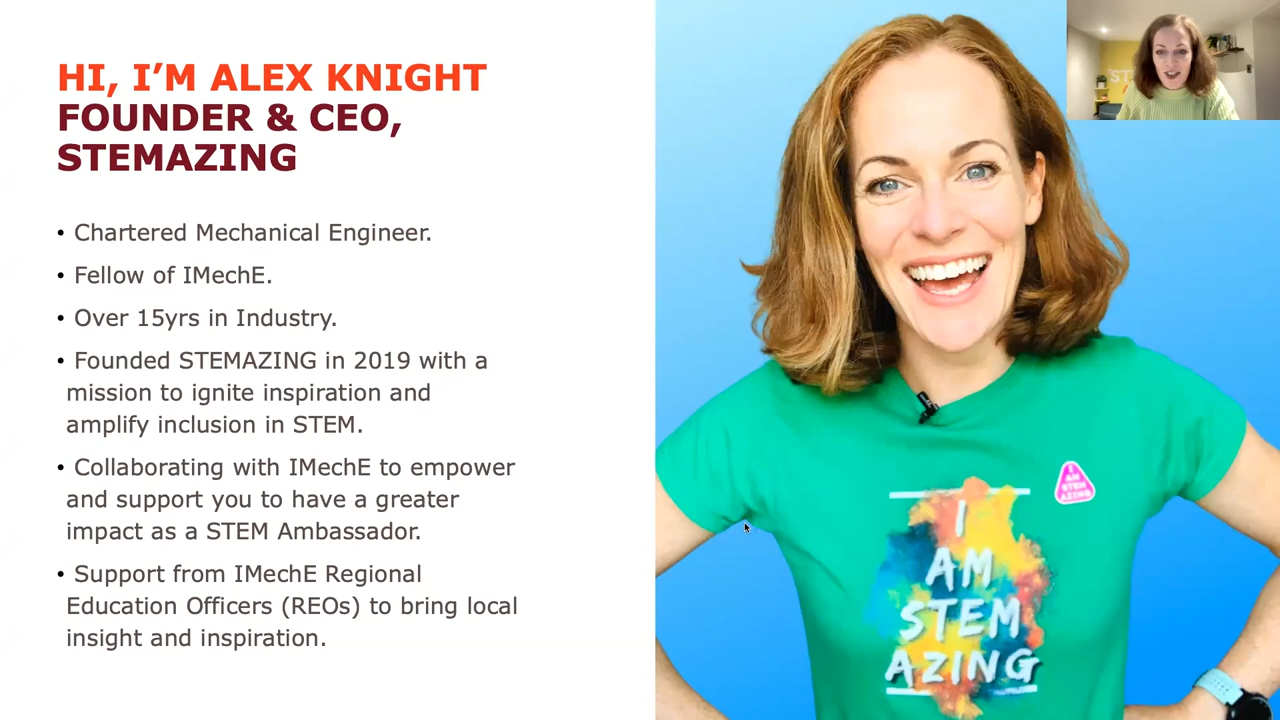 HI, I'M ALEX KNIGHT
FOUNDER & CEO,
STEMAZING
• Chartered Mechanical Engineer.
• Fellow of IMechE.
• Over 15yrs in Industry.
• Founded STEMAZING in 2019 with a
mission to ignite inspiration and
amplify inclusion in STEM.
• Collaborating with IMechE to empower
and support you to have a greater
impact as a STEM Ambassador.
• Support from IMechE Regional
Education Officers (REOs) to bring local
insight and inspiration.
I
AM
STEM
AZING
I
AM
STEM
AZING